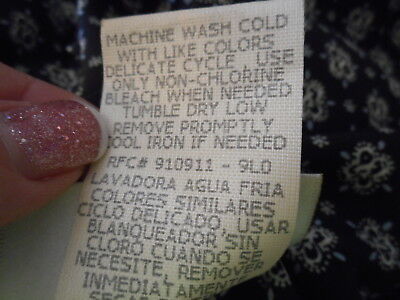 MACHINE WASH COLD
WITH LIKE COLORS
DELICATE CYCLE USE
ONLY NON-CHLORINE
BLEACH WHEN NEEDED
TUMBLE DRY LOW
REMOVE PROMPTLY
COOL IRON IF NEEDED
RFC# 910911 - 9L0
LAVADORA AGUA FRIA
COLORES SIMILARES
CICLO DELICADO, USAR
BLANQUEADOR SIN
CLORO CUANDO SE
NECESITE, REMOVER
INMEDIATAMENTE